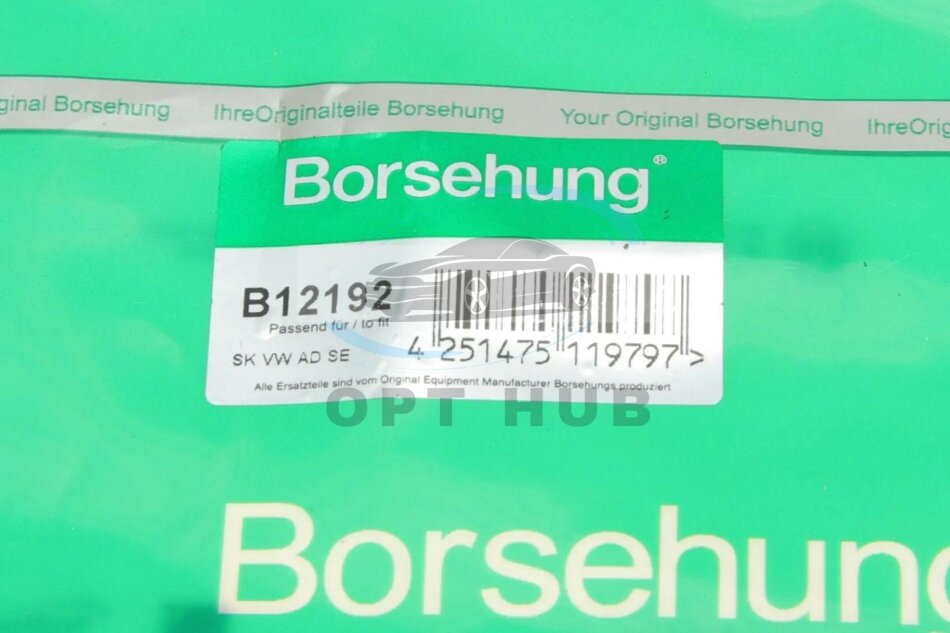 ginal Borsehung IhreOriginalteile Borsehung Your Original Borsehung IhreOrig
Borsehung®
B12192
Passend für / to fit
SK VW AD SE
4 251475 119797 >
Alle Ersatzteile sind vom Original Equipment Manufacturer Borsehungs produziert
OPT HUB
Borsehung